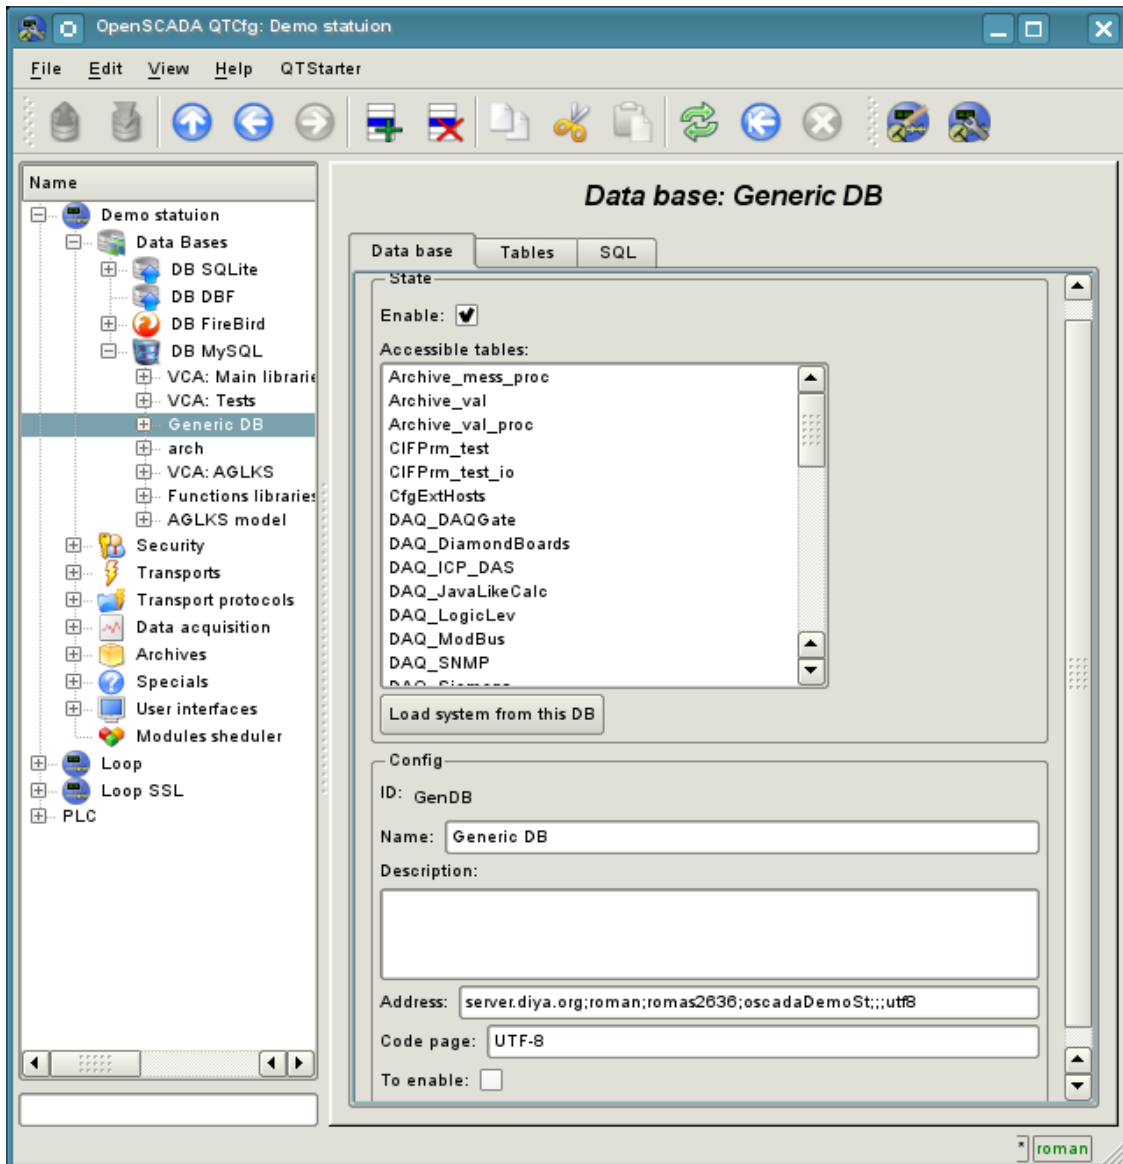 OpenSCADA QTCfg: Demo statuion
File Edit View Help QTStarter
Name
Demo statuion
Data Bases
DB SQLite
DB DBF
DB FireBird
DB MySQL
VCA: Main librarie
VCA: Tests
Generic DB
arch
VCA: AGLKS
Functions libraries
AGLKS model
Security
Transports
Transport protocols
Data acquisition
Archives
Specials
User interfaces
Modules sheduler
Loop
Loop SSL
PLC
Data base: Generic DB
Data base Tables SQL
State
Enable:
Accessible tables:
Archive_mess_proc
Archive_val
Archive_val_proc
CIFPrm_test
CIFPrm_test_io
CfgExtHosts
DAQ_DAQGate
DAQ_DiamondBoards
DAQ_ICP_DAS
DAQ_JavaLikeCalc
DAQ_LogicLev
DAQ_ModBus
DAQ_SNMP
DAQ_Siemens
Load system from this DB
Config
ID: GenDB
Name: Generic DB
Description:
Address: server.diya.org;roman;romas2636;oscadaDemoSt;;;utf8
Code page: UTF-8
To enable:
* roman